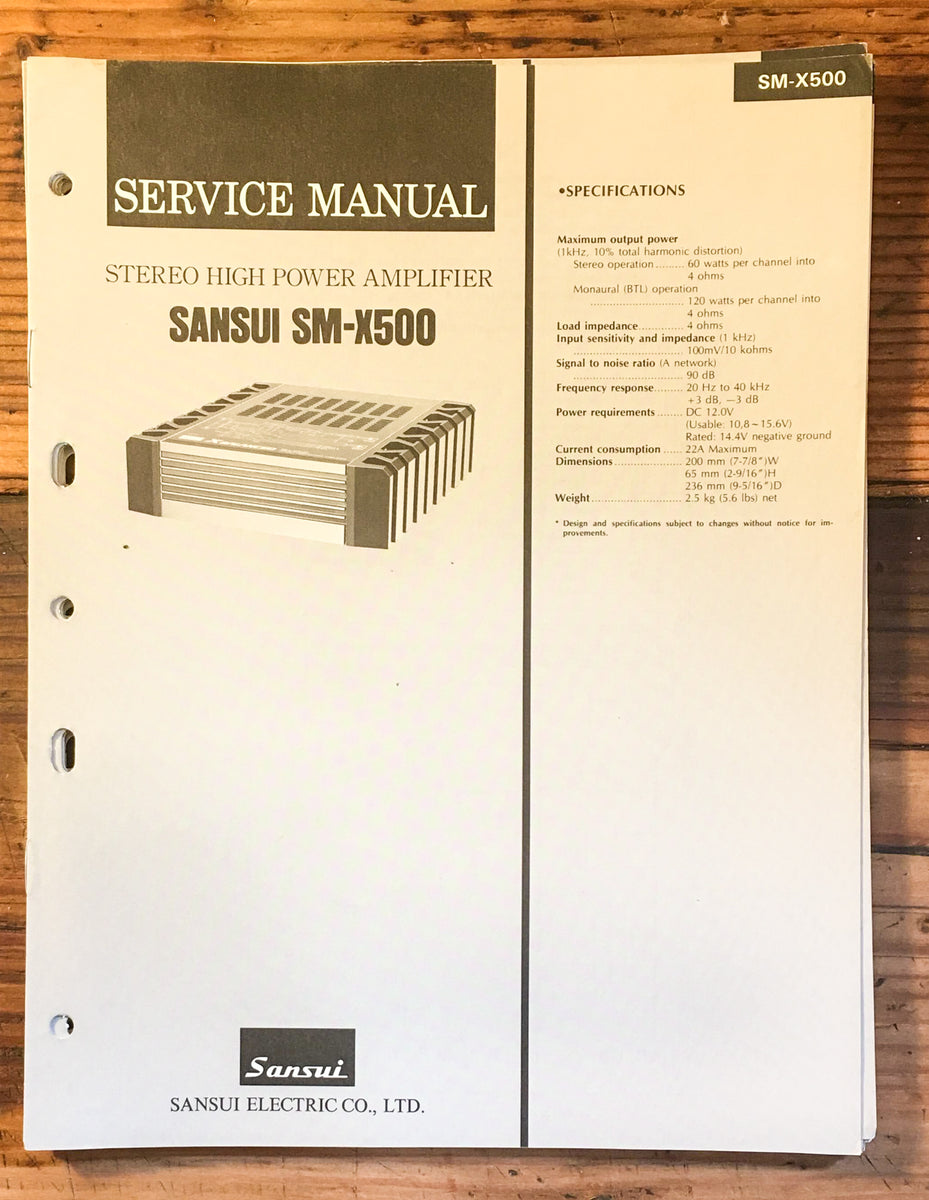 SERVICE MANUAL
STEREO HIGH POWER AMPLIFIER
SANSUI SM-X500
Sansui
SANSUI ELECTRIC CO., LTD.
SM-X500
•SPECIFICATIONS
Maximum output power
(1kHz, 10% total harmonic distortion)
Stereo operation ......... 60 watts per channel into
4 ohms
Monaural (BTL) operation
............................ 120 watts per channel into
4 ohms
Load impedance............. 4 ohms
Input sensitivity and impedance (1 kHz)
................................ 100mV/10 kohms
Signal to noise ratio (A network)
................................ 90 dB
Frequency response......... 20 Hz to 40 kHz
+3 dB, −3 dB
Power requirements ........ DC 12.0V
(Usable: 10,8 ~ 15.6V)
Rated: 14.4V negative ground
Current consumption ...... 22A Maximum
Dimensions.................... 200 mm (7-7/8")W
65 mm (2-9/16")H
236 mm (9-5/16")D
Weight........................... 2.5 kg (5.6 lbs) net
* Design and specifications subject to changes without notice for im-
provements.